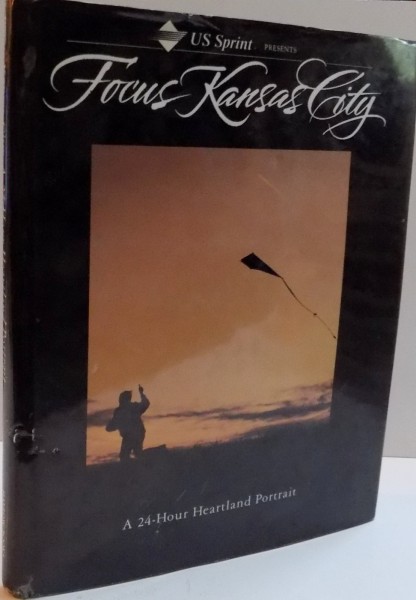 US Sprint PRESENTS
Focus Kansas City
A 24-Hour Heartland Portrait